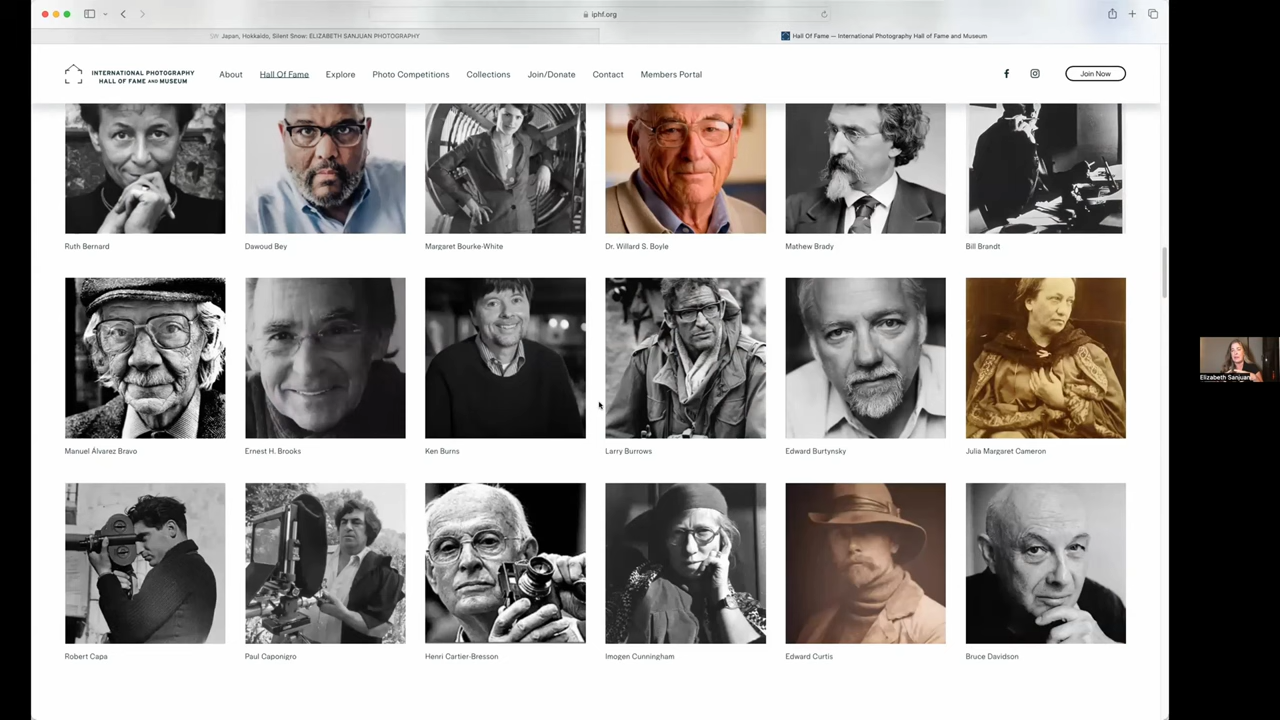 iphf.org
SW Japan, Hokkaido, Silent Snow: ELIZABETH SANJUAN PHOTOGRAPHY
Hall Of Fame — International Photography Hall of Fame and Museum
INTERNATIONAL PHOTOGRAPHY
HALL OF FAME AND MUSEUM
About Hall Of Fame Explore Photo Competitions Collections Join/Donate Contact Members Portal
Join Now
Ruth Bernard Dawoud Bey Margaret Bourke-White Dr. Willard S. Boyle Mathew Brady Bill Brandt
Elizabeth Sanjuan
Manuel Álvarez Bravo Ernest H. Brooks Ken Burns Larry Burrows Edward Burtynsky Julia Margaret Cameron
Robert Capa Paul Caponigro Henri Cartier-Bresson Imogen Cunningham Edward Curtis Bruce Davidson